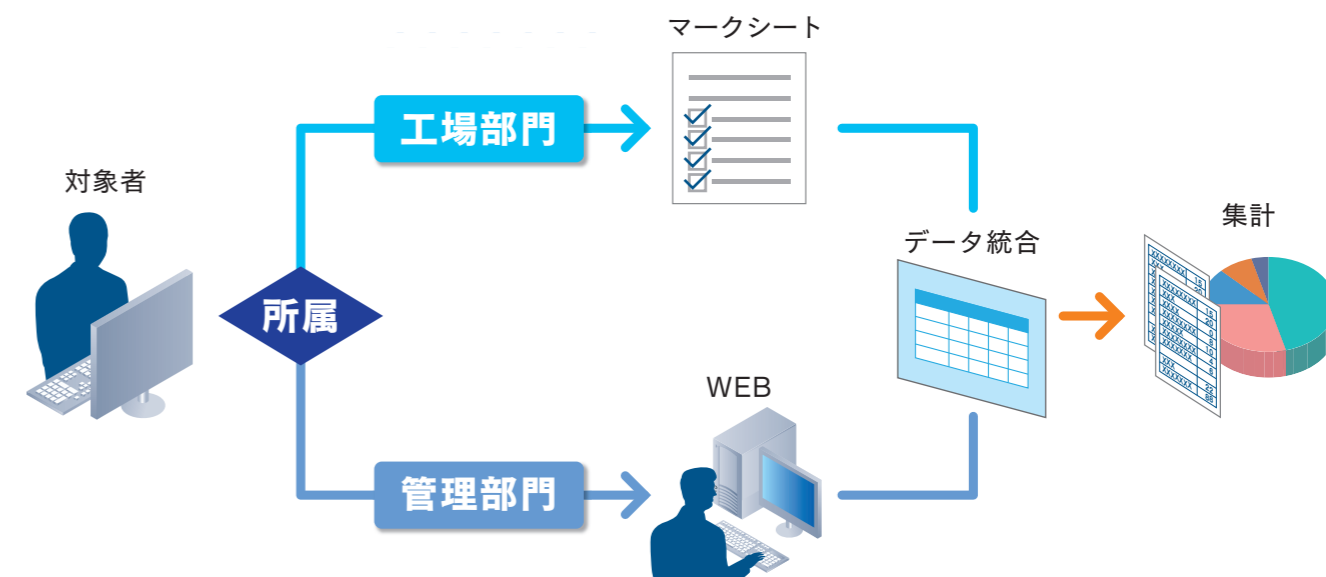 マークシート
工場部門
対象者
集計
データ統合
所属
WEB
管理部門